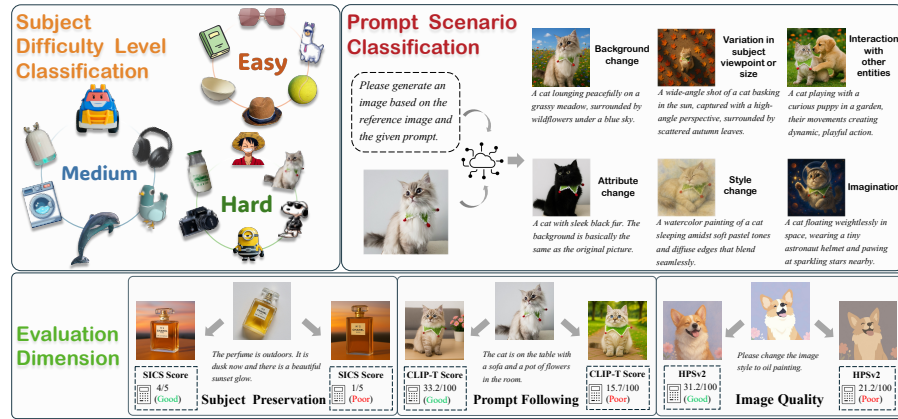 Subject
Difficulty Level
Classification
Easy
Medium
Hard
Prompt Scenario
Classification
Please generate an
image based on the
reference image and
the given prompt.
Background
change
A cat lounging peacefully on a
grassy meadow, surrounded by
wildflowers under a blue sky.
Variation in
subject
viewpoint or
size
A wide-angle shot of a cat basking
in the sun, captured with a high-
angle perspective, surrounded by
scattered autumn leaves.
Interaction
with
other
entities
A cat playing with a
curious puppy in a garden,
their movements creating
dynamic, playful action.
Attribute
change
A cat with sleek black fur. The
background is basically the
same as the original picture.
Style
change
A watercolor painting of a cat
sleeping amidst soft pastel tones
and diffuse edges that blend
seamlessly.
Imagination
A cat floating weightlessly in
space, wearing a tiny
astronaut helmet and pawing
at sparkling stars nearby.
Evaluation
Dimension
The perfume is outdoors. It is
dusk now and there is a beautiful
sunset glow.
SICS Score
4/5
(Good)
SICS Score
1/5
(Poor)
Subject Preservation
The cat is on the table with
a sofa and a pot of flowers
in the room.
CLIP-T Score
33.2/100
(Good)
CLIP-T Score
15.7/100
(Poor)
Prompt Following
Please change the image
style to oil painting.
HPSv2
31.2/100
(Good)
HPSv2
21.2/100
(Poor)
Image Quality